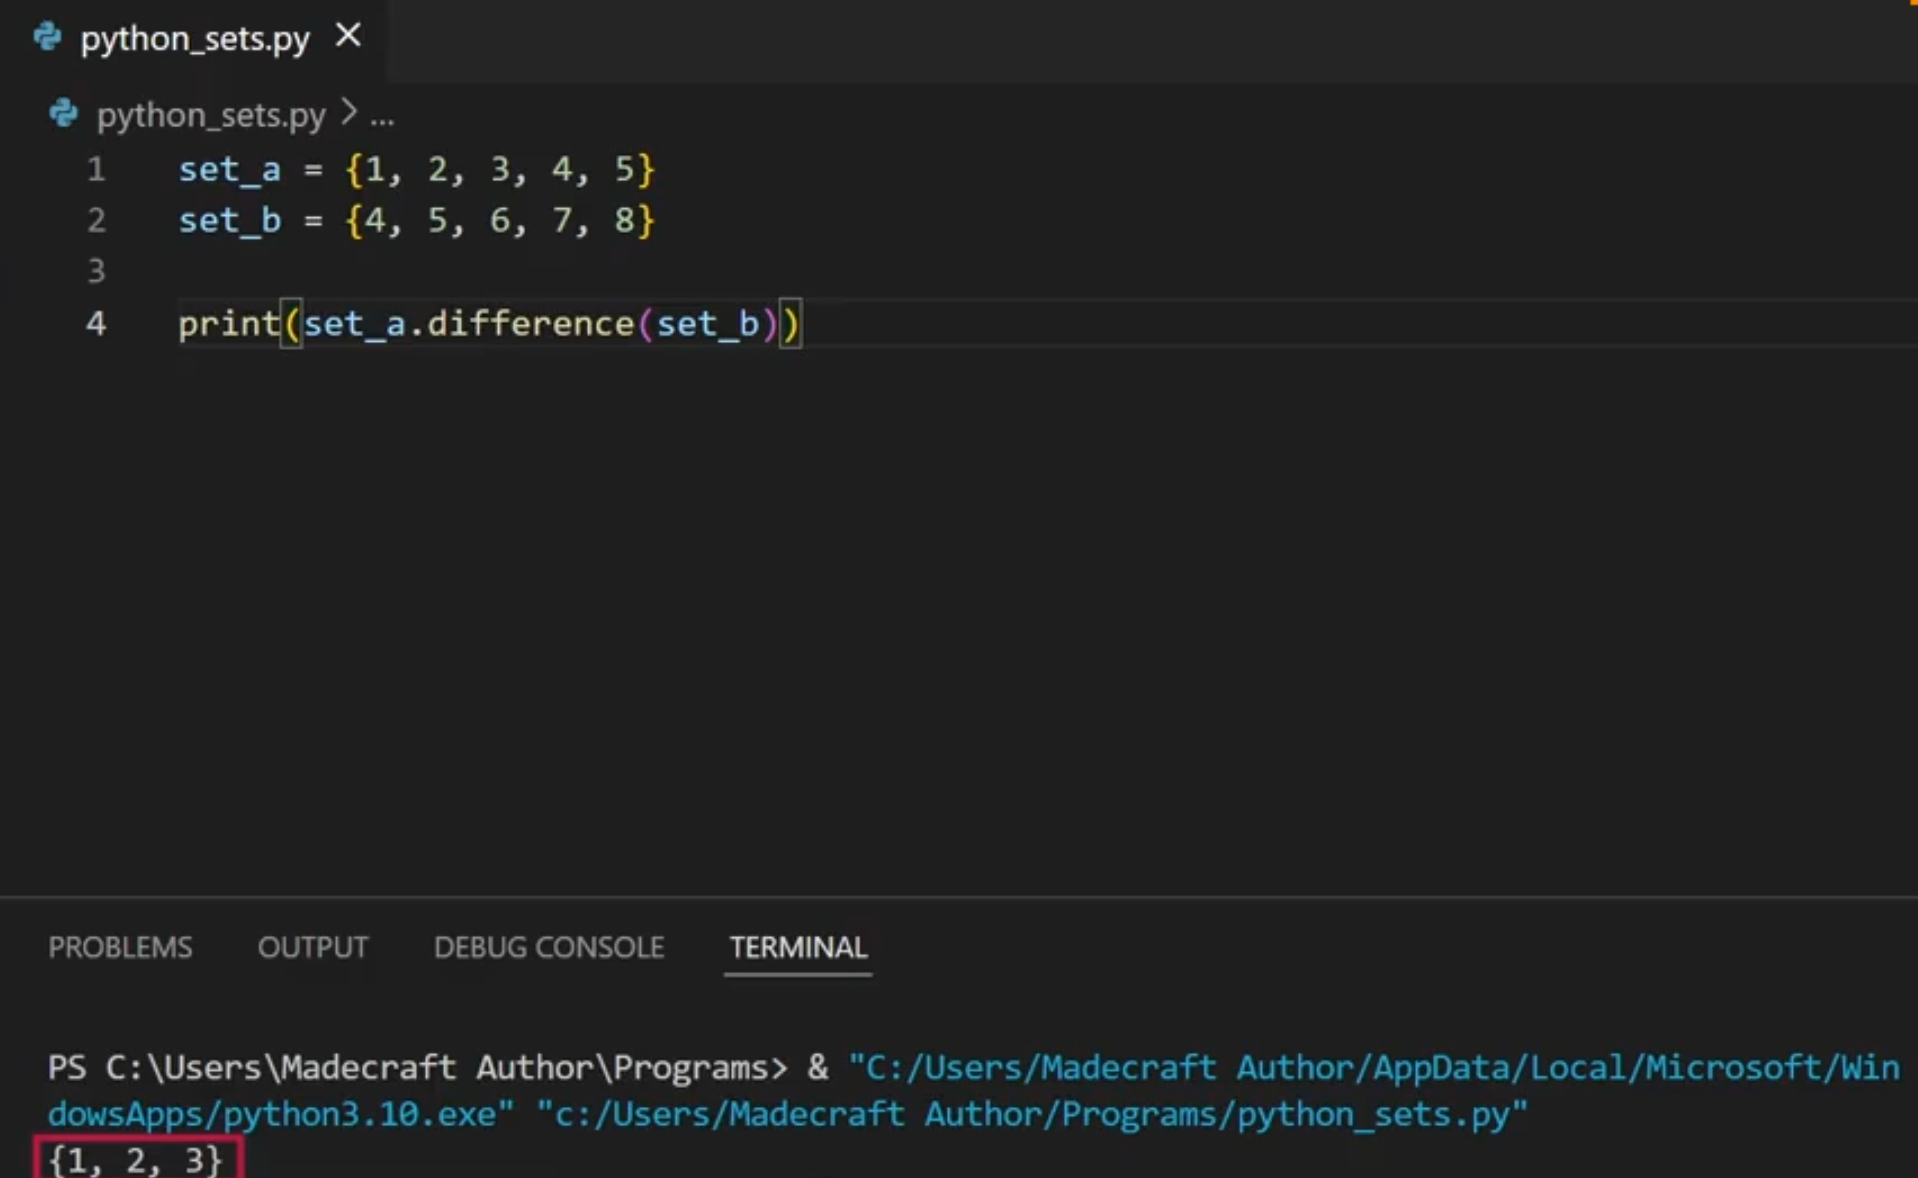 python_sets.py
python_sets.py > ...
1 set_a = {1, 2, 3, 4, 5}
2 set_b = {4, 5, 6, 7, 8}
3
4 print(set_a.difference(set_b))
PROBLEMS OUTPUT DEBUG CONSOLE TERMINAL
PS C:\Users\Madecraft Author\Programs> & "C:/Users/Madecraft Author/AppData/Local/Microsoft/Win
dowsApps/python3.10.exe" "c:/Users/Madecraft Author/Programs/python_sets.py"
{1, 2, 3}